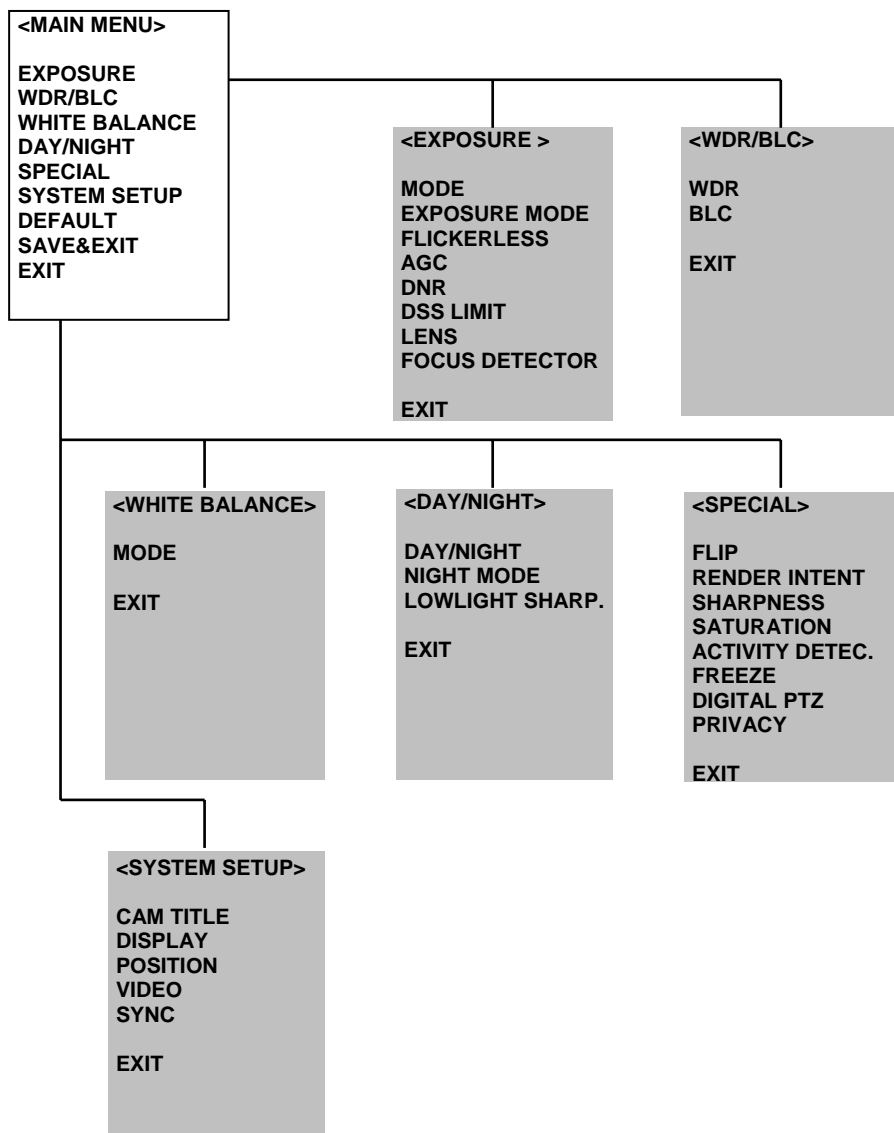 <MAIN MENU>
EXPOSURE
WDR/BLC
WHITE BALANCE
DAY/NIGHT
SPECIAL
SYSTEM SETUP
DEFAULT
SAVE&EXIT
EXIT
<EXPOSURE >
MODE
EXPOSURE MODE
FLICKERLESS
AGC
DNR
DSS LIMIT
LENS
FOCUS DETECTOR
EXIT
<WDR/BLC>
WDR
BLC
EXIT
<WHITE BALANCE>
MODE
EXIT
<DAY/NIGHT>
DAY/NIGHT
NIGHT MODE
LOWLIGHT SHARP.
EXIT
<SPECIAL>
FLIP
RENDER INTENT
SHARPNESS
SATURATION
ACTIVITY DETEC.
FREEZE
DIGITAL PTZ
PRIVACY
EXIT
<SYSTEM SETUP>
CAM TITLE
DISPLAY
POSITION
VIDEO
SYNC
EXIT